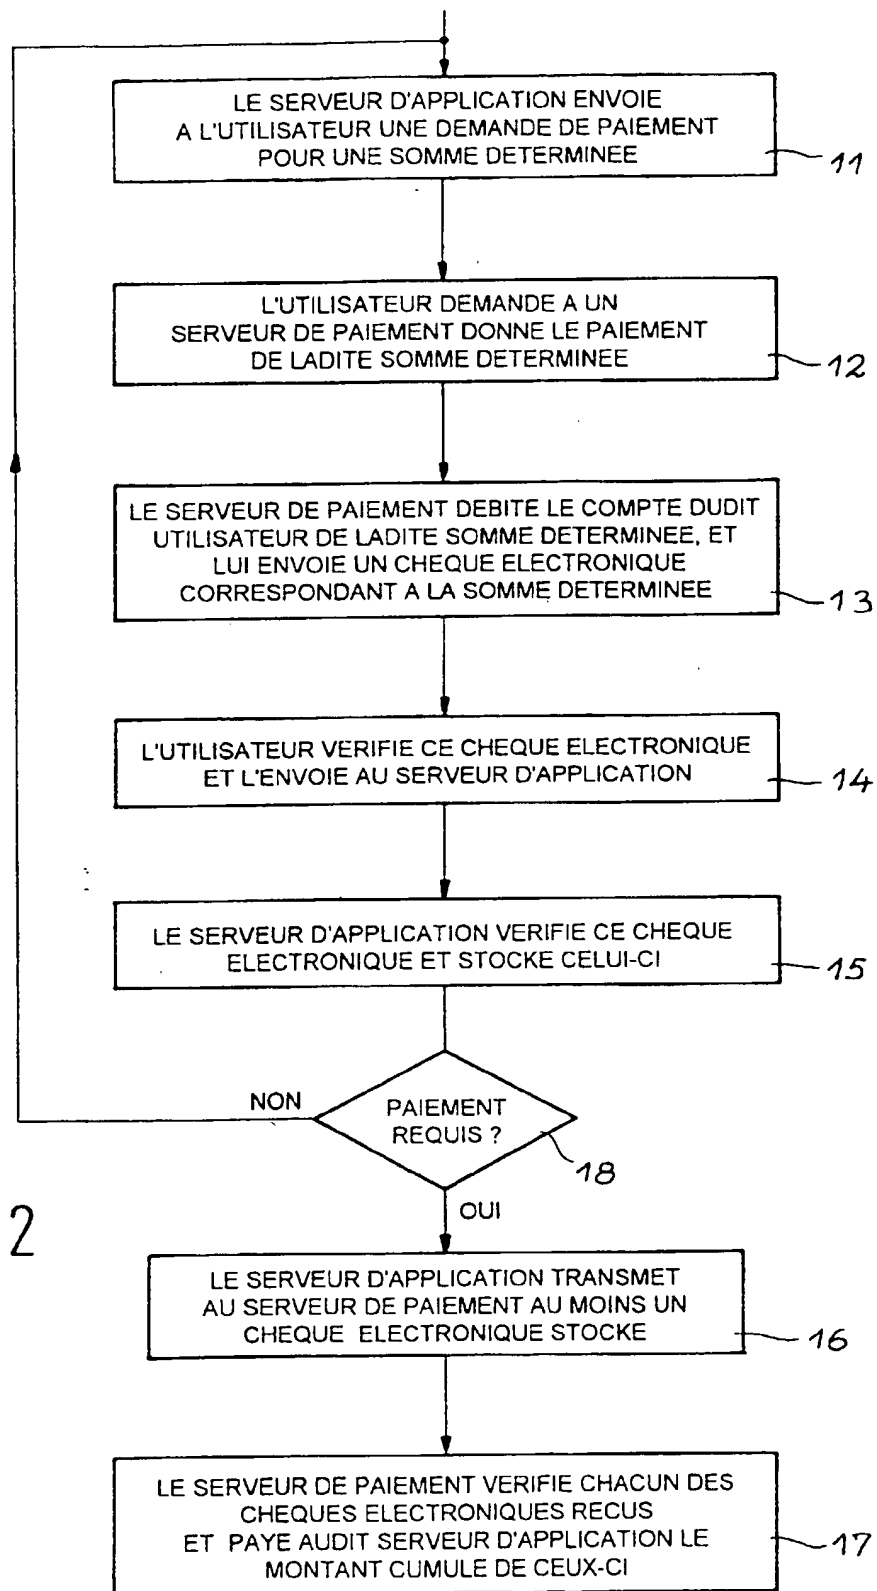 LE SERVEUR D'APPLICATION ENVOIE
A L'UTILISATEUR UNE DEMANDE DE PAIEMENT
POUR UNE SOMME DETERMINEE
11
L'UTILISATEUR DEMANDE A UN
SERVEUR DE PAIEMENT DONNE LE PAIEMENT
DE LADITE SOMME DETERMINEE
12
LE SERVEUR DE PAIEMENT DEBITE LE COMPTE DUDIT
UTILISATEUR DE LADITE SOMME DETERMINEE, ET
LUI ENVOIE UN CHEQUE ELECTRONIQUE
CORRESPONDANT A LA SOMME DETERMINEE
13
L'UTILISATEUR VERIFIE CE CHEQUE ELECTRONIQUE
ET L'ENVOIE AU SERVEUR D'APPLICATION
14
LE SERVEUR D'APPLICATION VERIFIE CE CHEQUE
ELECTRONIQUE ET STOCKE CELUI-CI
15
NON
PAIEMENT
REQUIS ?
18
OUI
2
LE SERVEUR D'APPLICATION TRANSMET
AU SERVEUR DE PAIEMENT AU MOINS UN
CHEQUE ELECTRONIQUE STOCKE
16
LE SERVEUR DE PAIEMENT VERIFIE CHACUN DES
CHEQUES ELECTRONIQUES RECUS
ET PAYE AUDIT SERVEUR D'APPLICATION LE
MONTANT CUMULE DE CEUX-CI
17